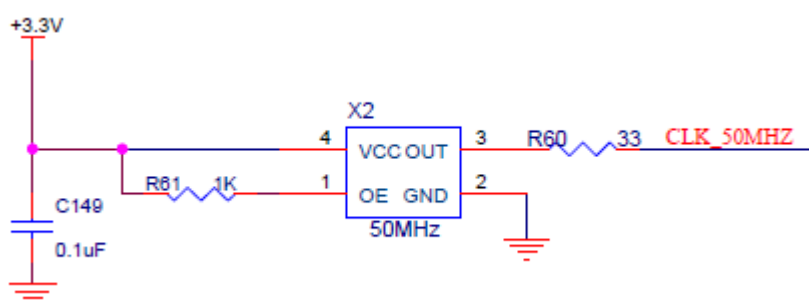 +3.3V
X2
4 VCC OUT 3 R60 33 CLK_50MHZ
R61 1K 1 OE GND 2
C149
50MHz
0.1uF